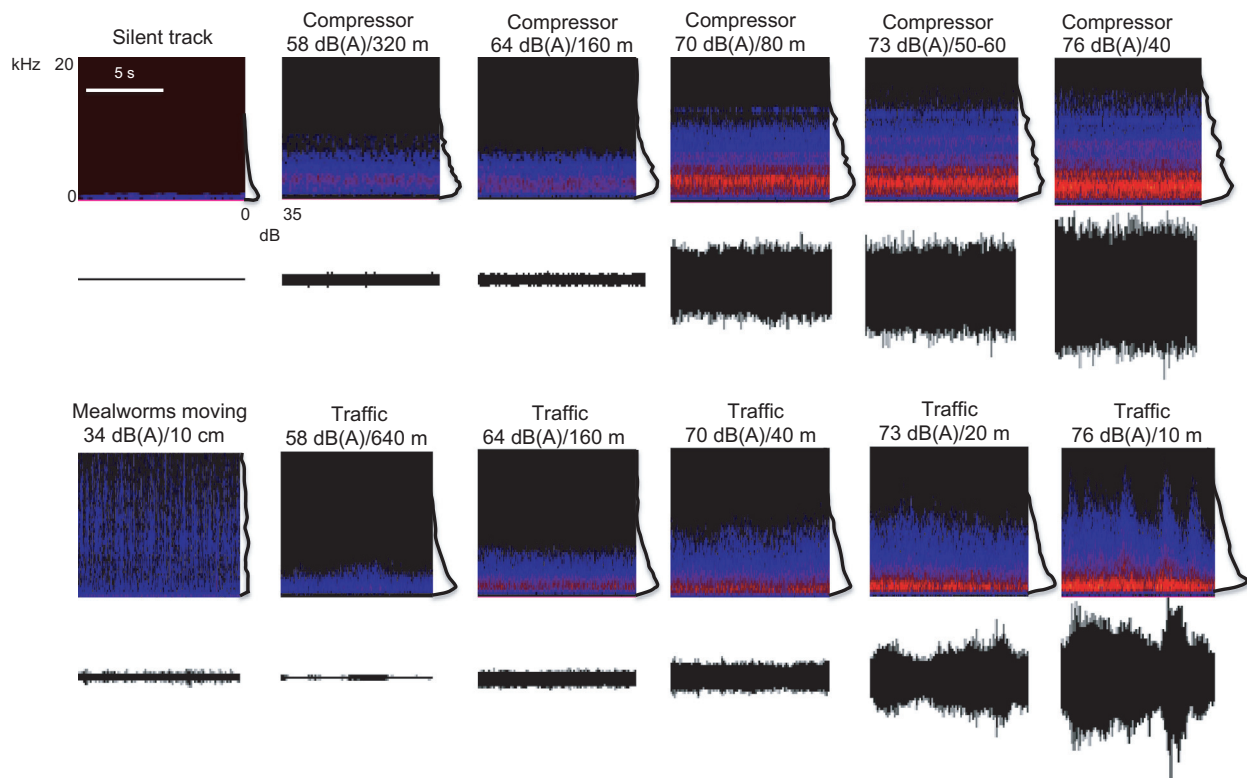 Silent track
Compressor
58 dB(A)/320 m
Compressor
64 dB(A)/160 m
Compressor
70 dB(A)/80 m
Compressor
73 dB(A)/50-60
Compressor
76 dB(A)/40
kHz
20
5 s
0
0
35
dB
Mealworms moving
34 dB(A)/10 cm
Traffic
58 dB(A)/640 m
Traffic
64 dB(A)/160 m
Traffic
70 dB(A)/40 m
Traffic
73 dB(A)/20 m
Traffic
76 dB(A)/10 m